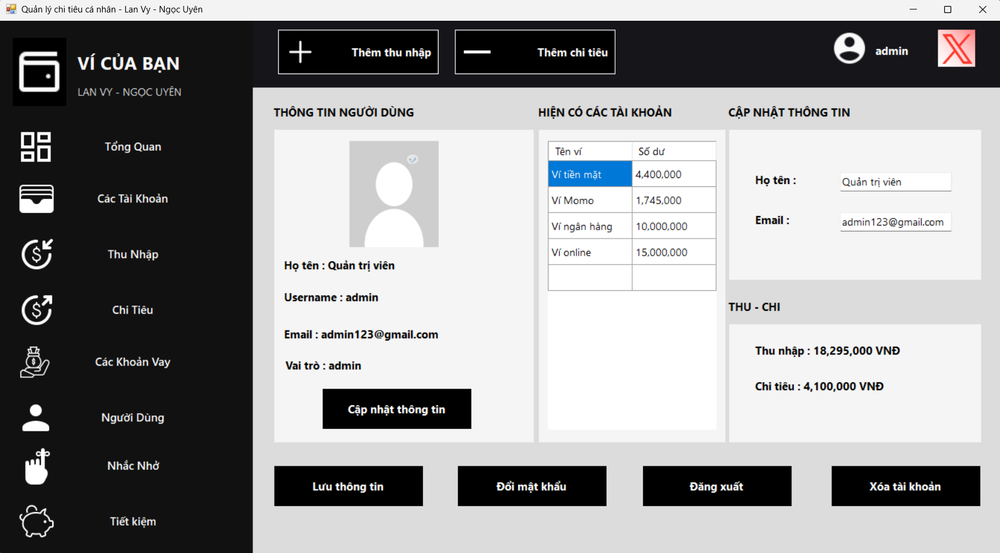 Quản lý chi tiêu cá nhân - Lan Vy - Ngọc Uyên
VÍ CỦA BẠN
LAN VY - NGỌC UYÊN
Tổng Quan
Các Tài Khoản
Thu Nhập
Chi Tiêu
Các Khoản Vay
Người Dùng
Nhắc Nhở
Tiết kiệm
Thêm thu nhập
Thêm chi tiêu
admin
THÔNG TIN NGƯỜI DÙNG
Họ tên : Quản trị viên
Username : admin
Email : admin123@gmail.com
Vai trò : admin
Cập nhật thông tin
HIỆN CÓ CÁC TÀI KHOẢN
Tên ví Số dư
Ví tiền mặt 4,400,000
Ví Momo 1,745,000
Ví ngân hàng 10,000,000
Ví online 15,000,000
CẬP NHẬT THÔNG TIN
Họ tên : Quản trị viên
Email : admin123@gmail.com
THU - CHI
Thu nhập : 18,295,000 VNĐ
Chi tiêu : 4,100,000 VNĐ
Lưu thông tin
Đổi mật khẩu
Đăng xuất
Xóa tài khoản